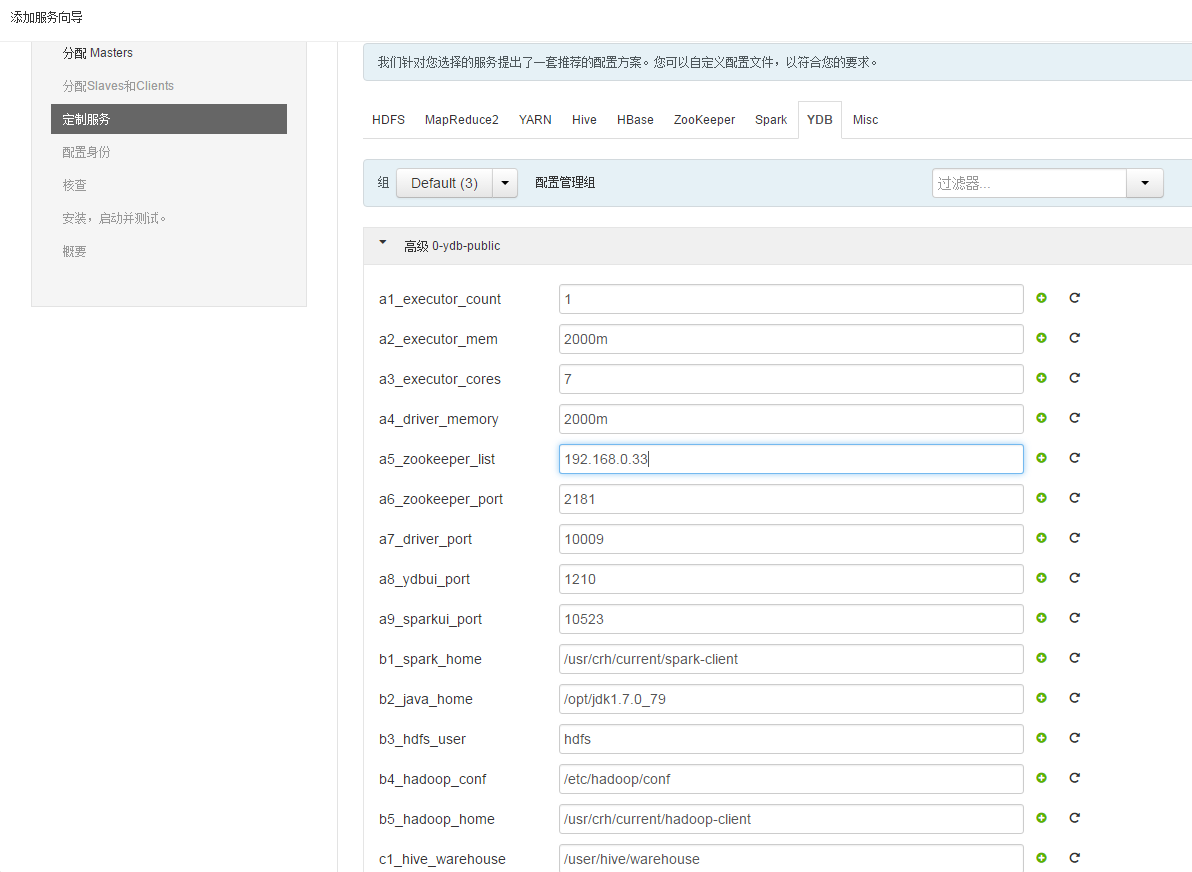 添加服务向导
分配 Masters
分配Slaves和Clients
定制服务
配置身份
核查
安装，启动并测试。
概要
我们针对您选择的服务提出了一套推荐的配置方案。您可以自定义配置文件，以符合您的要求。
HDFS MapReduce2 YARN Hive HBase ZooKeeper Spark YDB Misc
组 Default (3) 配置管理组 过滤器...
高级 0-ydb-public
a1_executor_count 1
a2_executor_mem 2000m
a3_executor_cores 7
a4_driver_memory 2000m
a5_zookeeper_list 192.168.0.33
a6_zookeeper_port 2181
a7_driver_port 10009
a8_ydbui_port 1210
a9_sparkui_port 10523
b1_spark_home /usr/crh/current/spark-client
b2_java_home /opt/jdk1.7.0_79
b3_hdfs_user hdfs
b4_hadoop_conf /etc/hadoop/conf
b5_hadoop_home /usr/crh/current/hadoop-client
c1_hive_warehouse /user/hive/warehouse